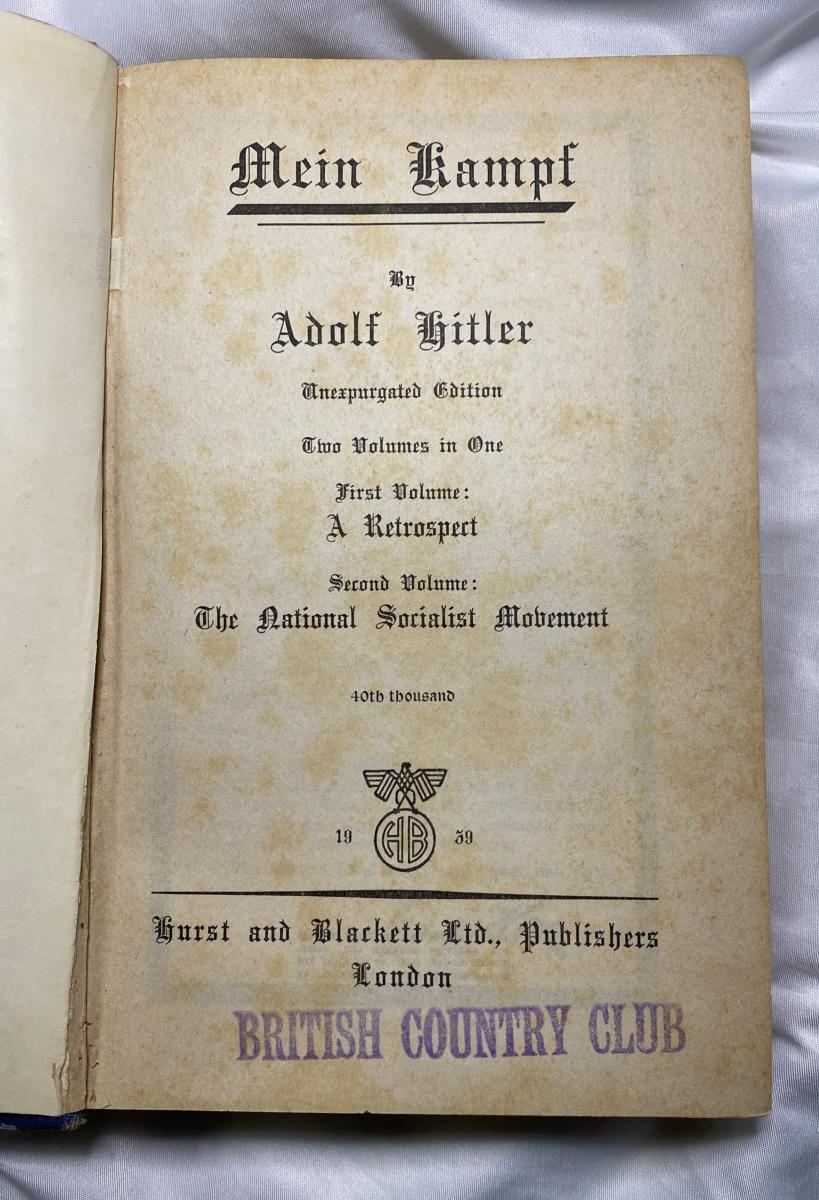 Mein Kampf
By
Adolf Hitler
Unexpurgated Edition
Two Volumes in One
First Volume:
A Retrospect
Second Volume:
The National Socialist Movement
40th thousand
19 HB 39
Hurst and Blackett Ltd., Publishers
London
BRITISH COUNTRY CLUB